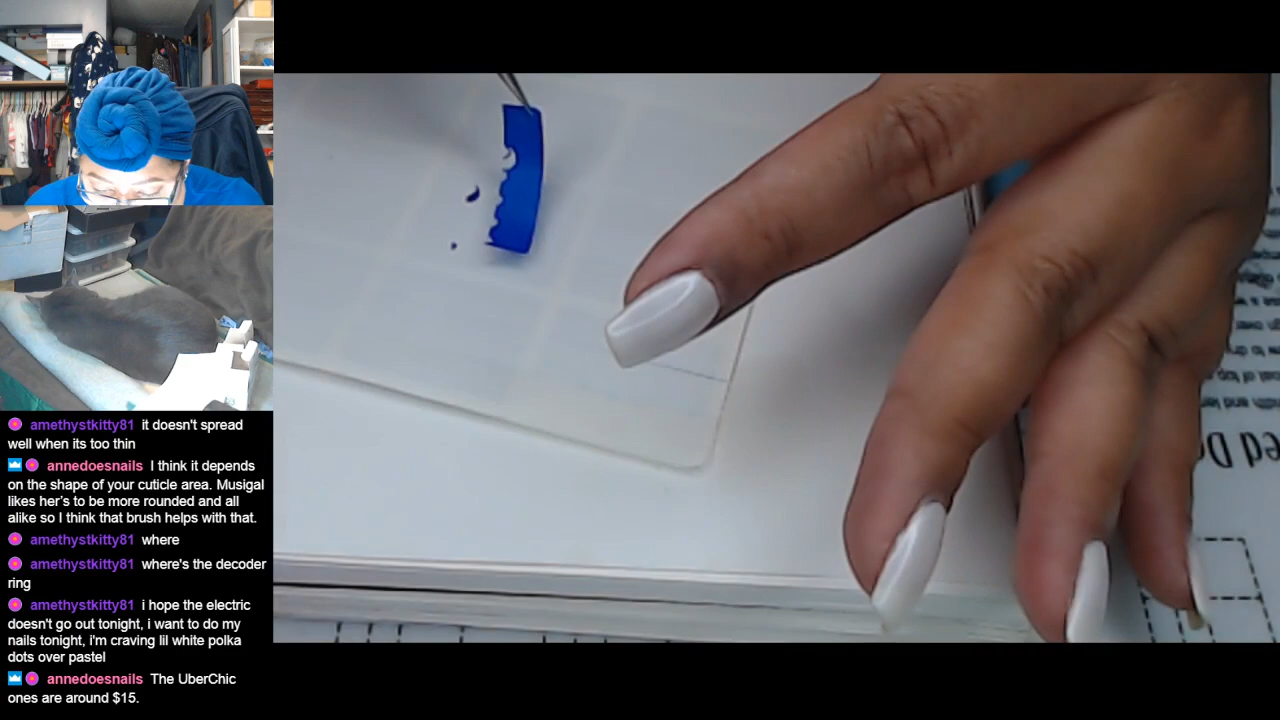 amethystkitty81 it doesn't spread
well when its too thin
annedoesnails I think it depends
on the shape of your cuticle area. Musigal
likes her's to be more rounded and all
alike so I think that brush helps with that.
amethystkitty81 where
amethystkitty81 where's the decoder
ring
amethystkitty81 i hope the electric
doesn't go out tonight, i want to do my
nails tonight, i'm craving lil white polka
dots over pastel
annedoesnails The UberChic
ones are around $15.